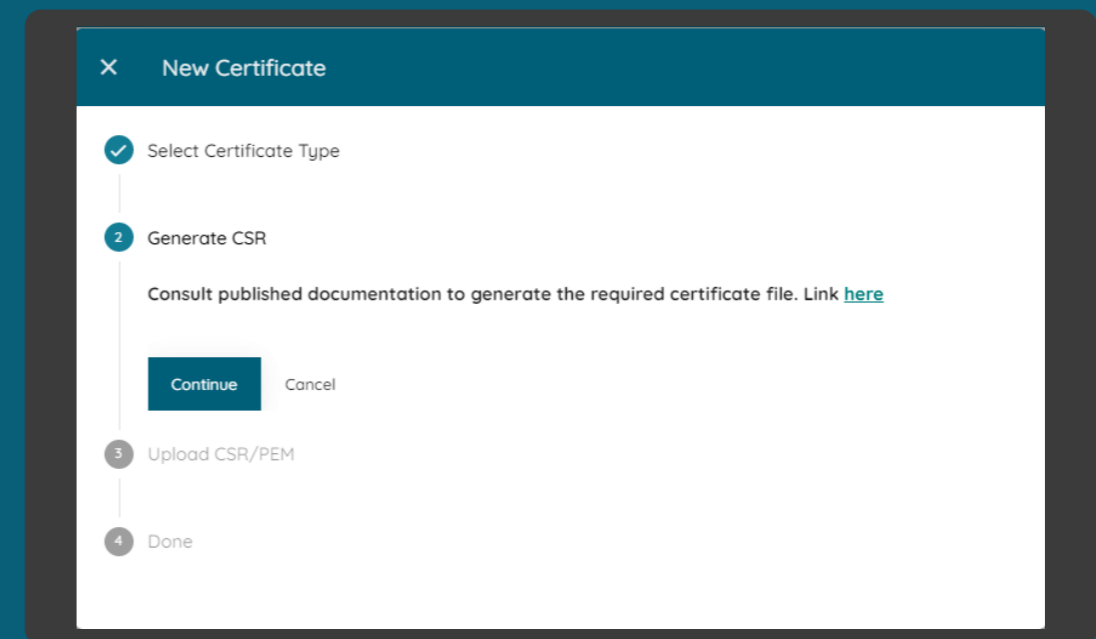 New Certificate
Select Certificate Type
2 Generate CSR
Consult published documentation to generate the required certificate file. Link here
Continue Cancel
3 Upload CSR/PEM
4 Done